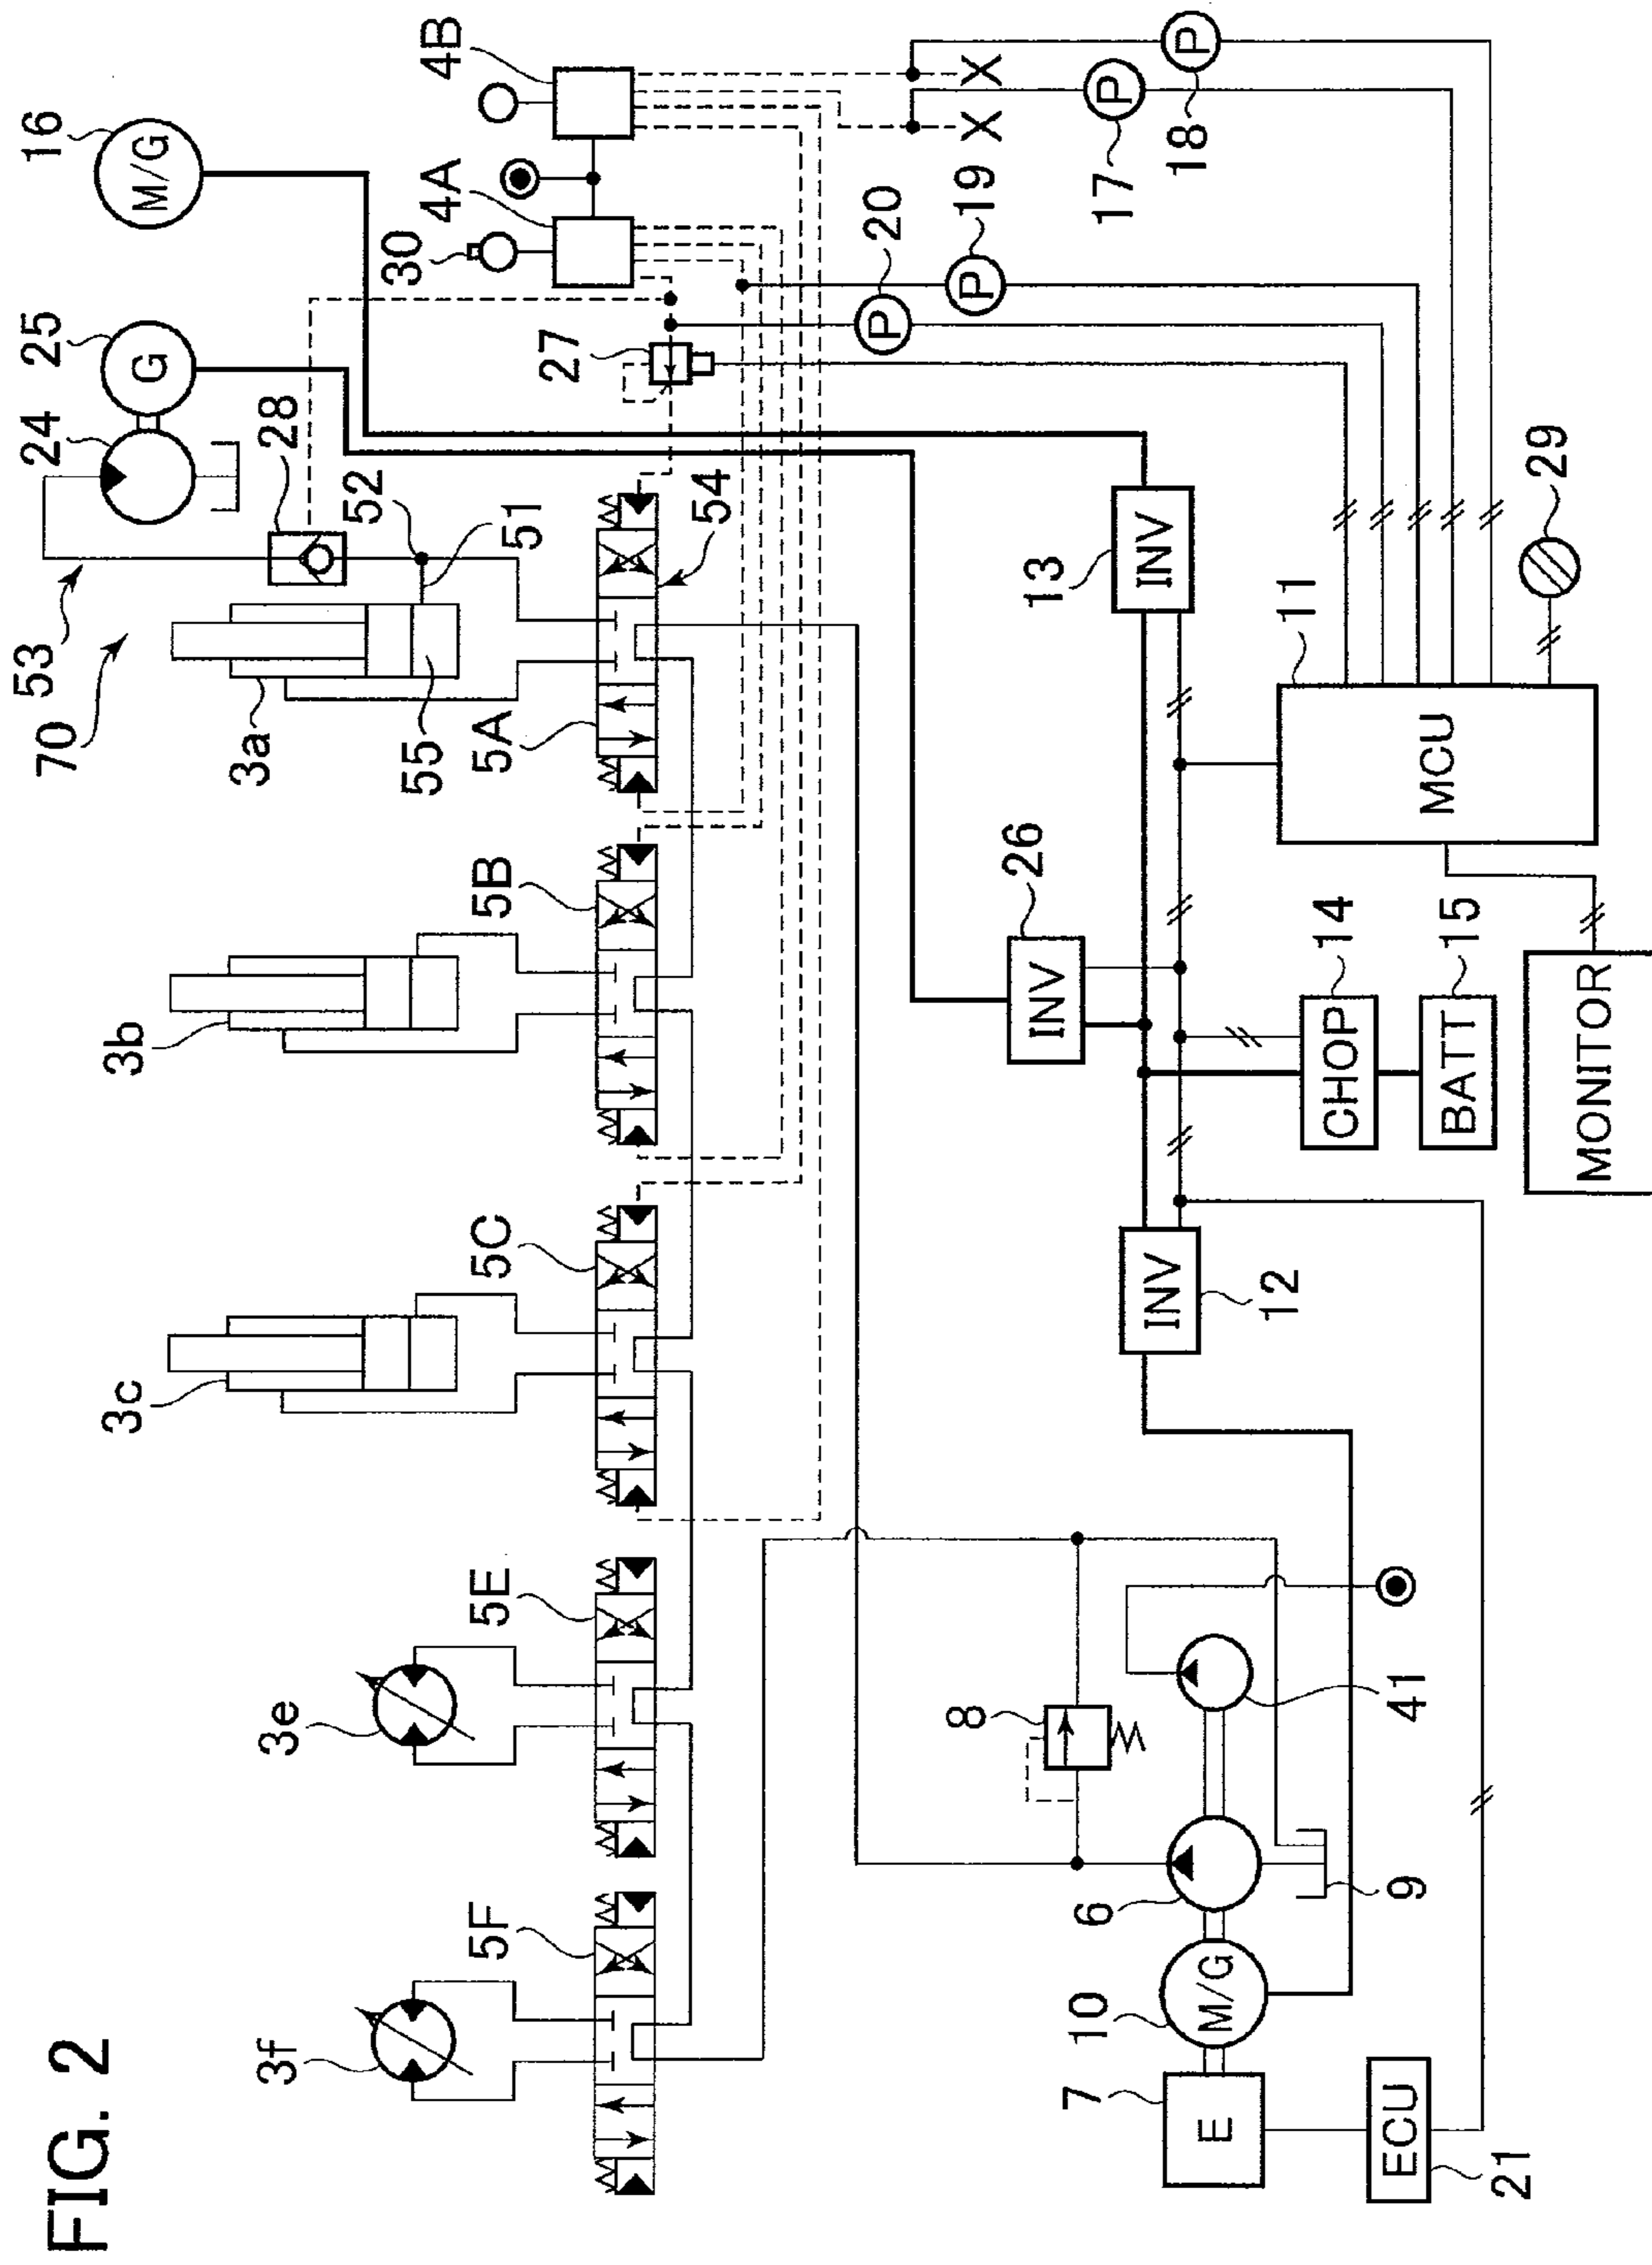 FIG. 2
3f
3e
3c
3b
3a
70
53
24
25
16
M/G
G
28
52
51
55
30
4A
4B
5F
5E
5C
5B
5A
54
27
20
19
17
18
P
P
P
P
X
X
8
6
41
9
10
M/G
7
E
ECU
21
INV
12
INV
26
INV
13
CHOP
14
BATT
15
MCU
11
29
MONITOR